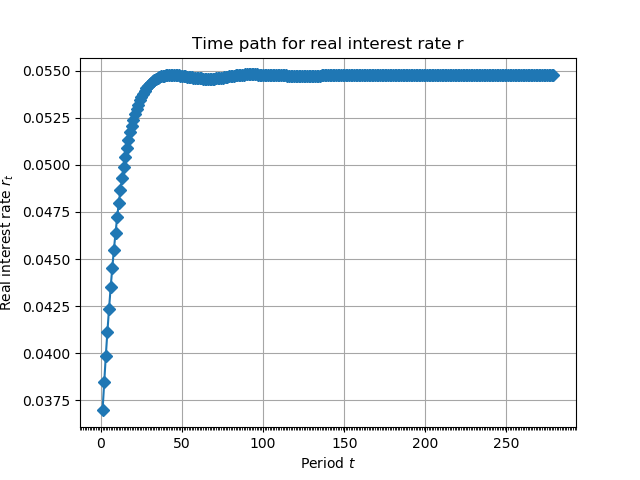 Time path for real interest rate r
Real interest rate $r_t$
0.0550
0.0525
0.0500
0.0475
0.0450
0.0425
0.0400
0.0375
0 50 100 150 200 250
Period t